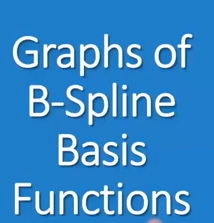 Graphs of
B-Spline
Basis
Functions